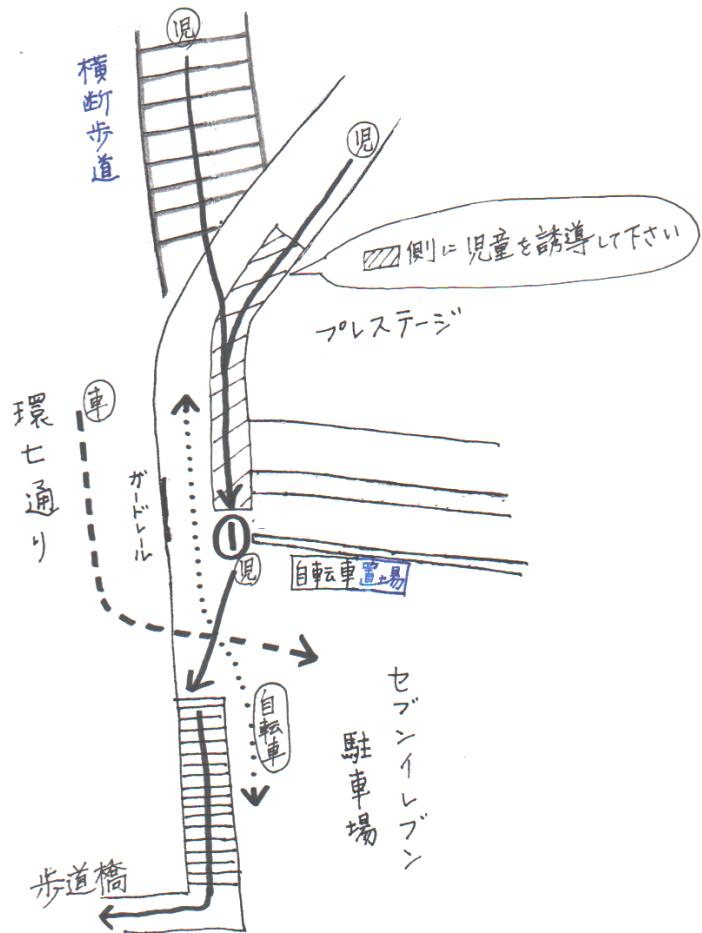 児
横断歩道
児
側に児童を誘導して下さい
プレステージ
車
環七通り
ガードレール
①
児
自転車置場
自転車
セブンイレブン
駐車場
歩道橋